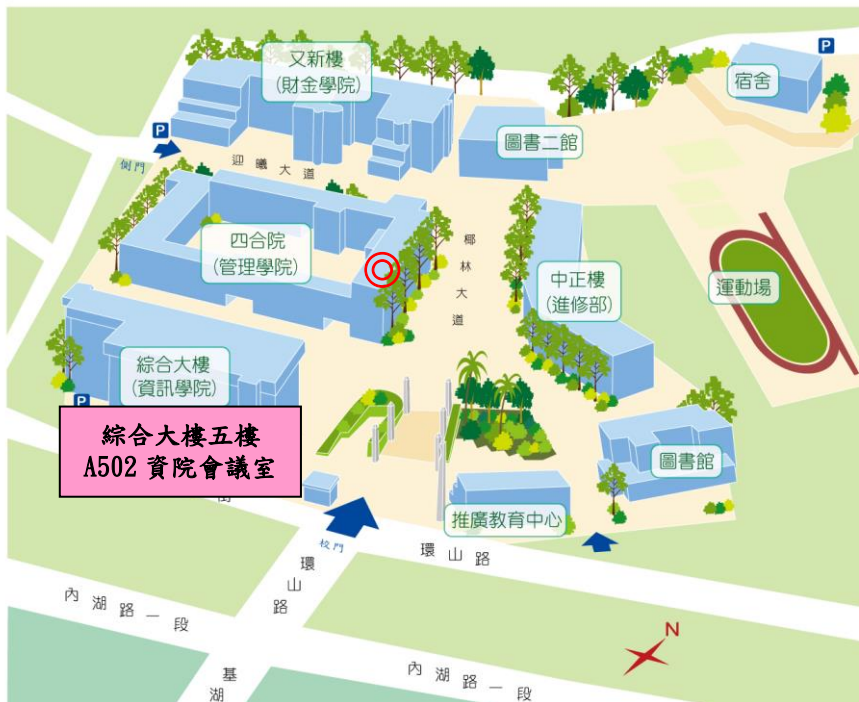 又新樓
(財金學院)
P
宿舍
圖書二館
P
側門
迎曦大道
四合院
(管理學院)
椰林大道
中正樓
(進修部)
運動場
綜合大樓
(資訊學院)
P
綜合大樓五樓
A502 資院會議室
街
圖書館
推廣教育中心
校門
環山路
環山路
內湖路一段
N
內湖路一段
基湖